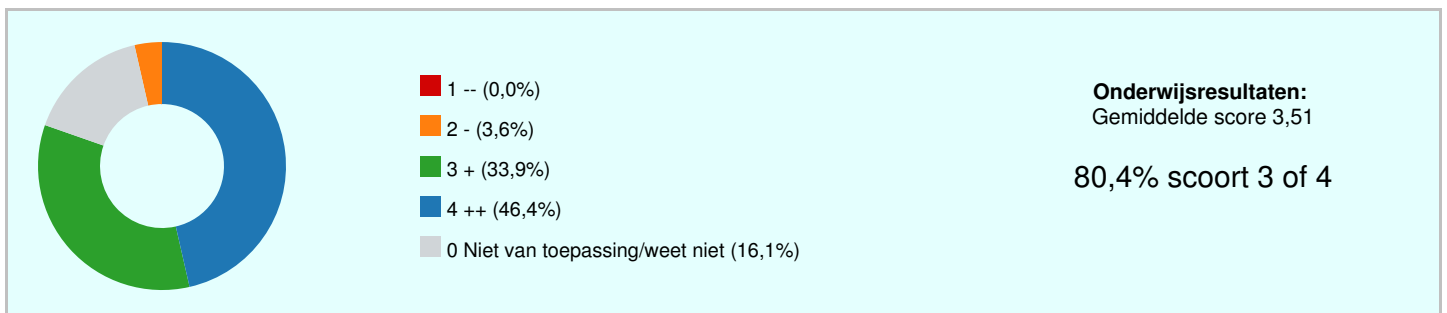 1 -- (0,0%)
2 - (3,6%)
3 + (33,9%)
4 ++ (46,4%)
0 Niet van toepassing/weet niet (16,1%)
Onderwijsresultaten:
Gemiddelde score 3,51
80,4% scoort 3 of 4